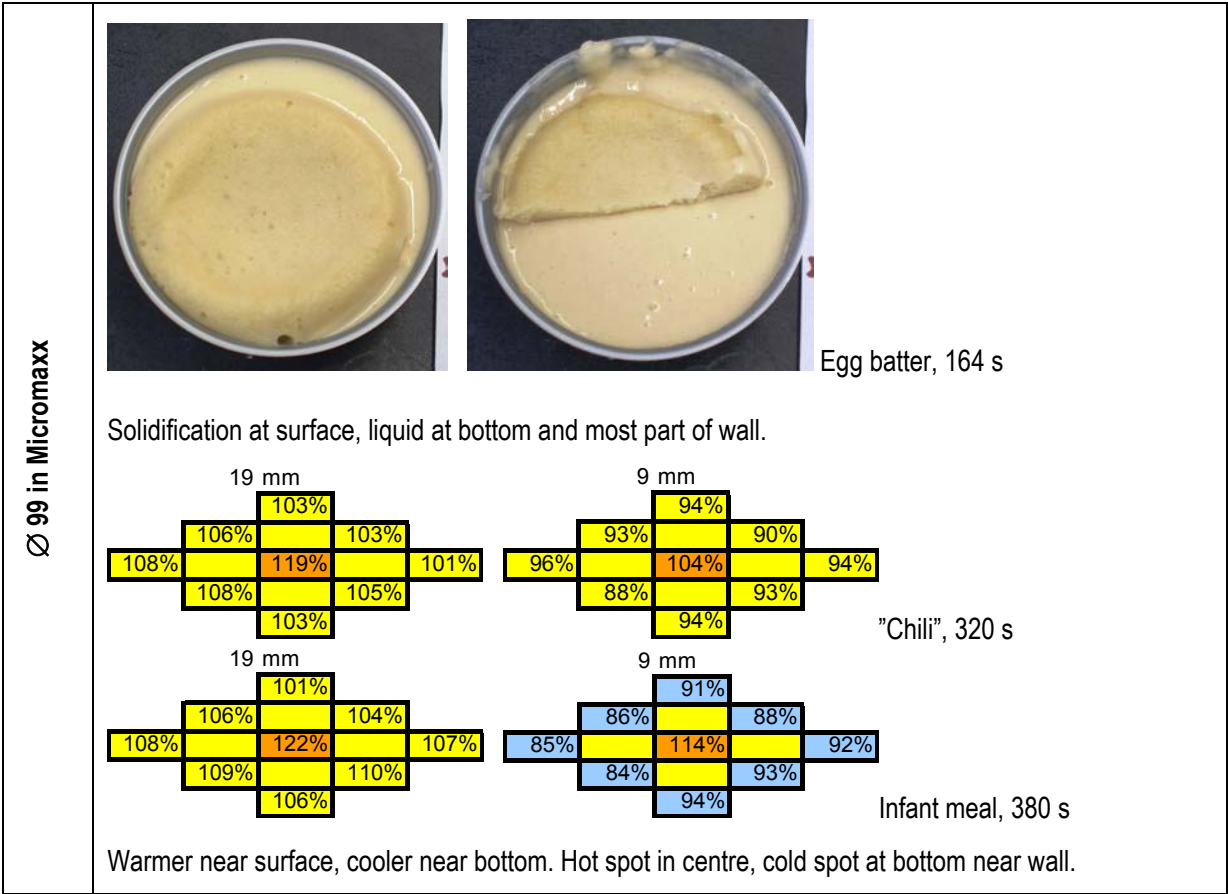 Ø 99 in Micromaxx
Egg batter, 164 s
Solidification at surface, liquid at bottom and most part of wall.
19 mm 9 mm
103% 94%
106% 103% 93% 90%
108% 119% 101% 96% 104% 94%
108% 105% 88% 93%
103% 94%
"Chili", 320 s
19 mm 9 mm
101% 91%
106% 104% 86% 88%
108% 122% 107% 85% 114% 92%
109% 110% 84% 93%
106% 94%
Infant meal, 380 s
Warmer near surface, cooler near bottom. Hot spot in centre, cold spot at bottom near wall.